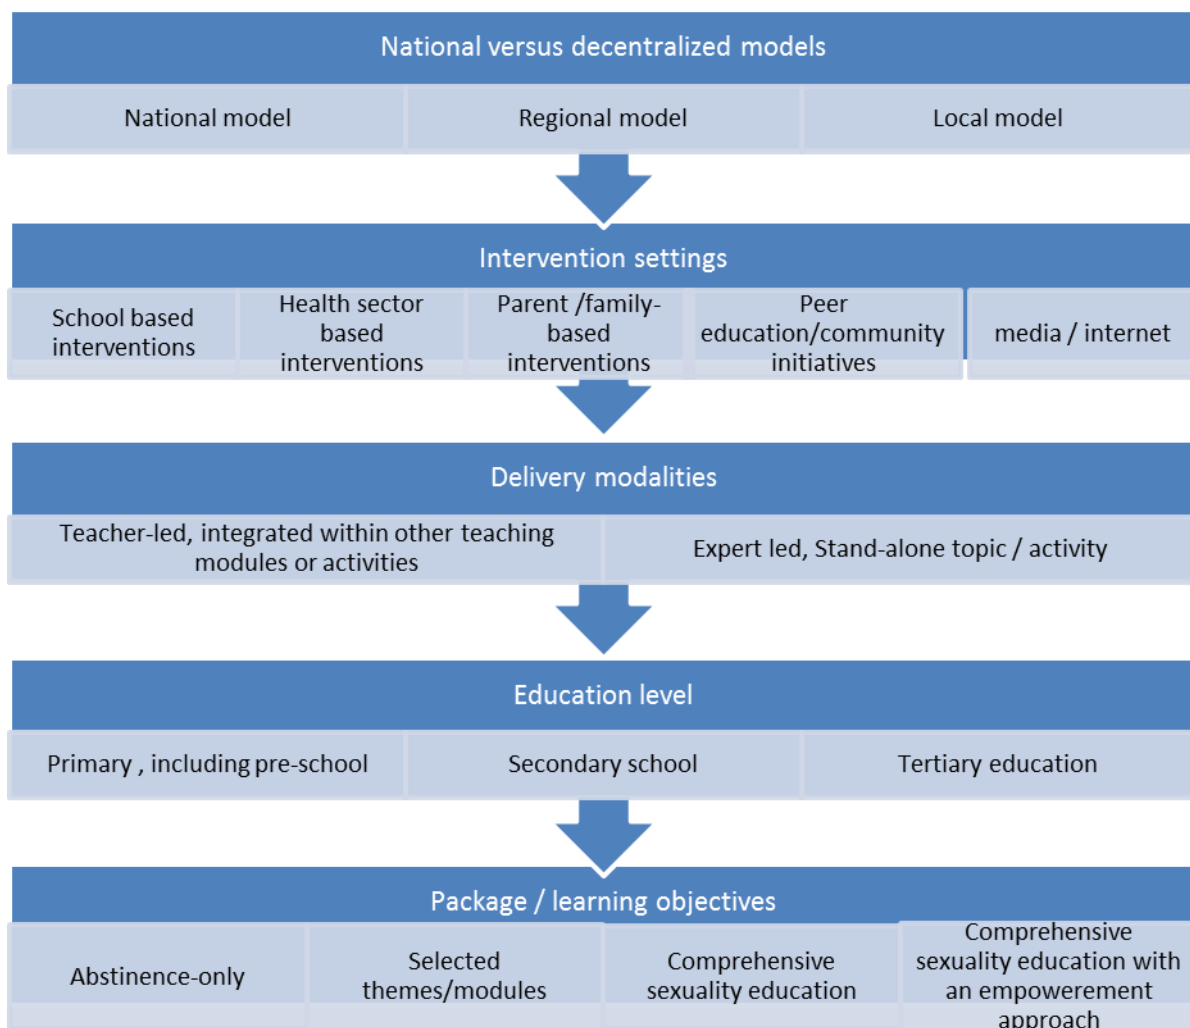 National versus decentralized models
National model
Regional model
Local model
Intervention settings
School based
interventions
Health sector
based
interventions
Parent /family-
based
interventions
Peer
education/community
initiatives
media / internet
Delivery modalities
Teacher-led, integrated within other teaching
modules or activities
Expert led, Stand-alone topic / activity
Education level
Primary , including pre-school
Secondary school
Tertiary education
Package / learning objectives
Abstinence-only
Selected
themes/modules
Comprehensive
sexuality education
Comprehensive
sexuality education with
an empowerement
approach